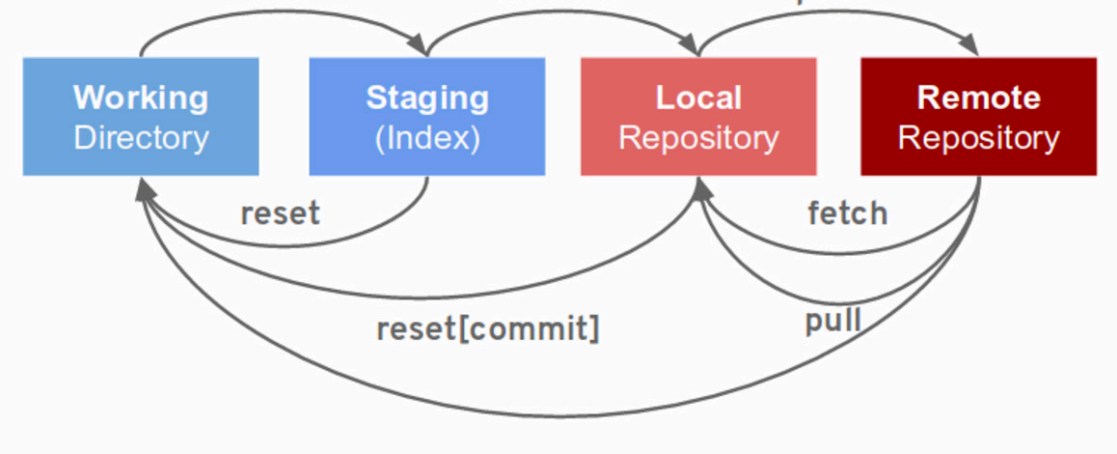 Working
Directory
Staging
(Index)
Local
Repository
Remote
Repository
reset
fetch
reset[commit]
pull